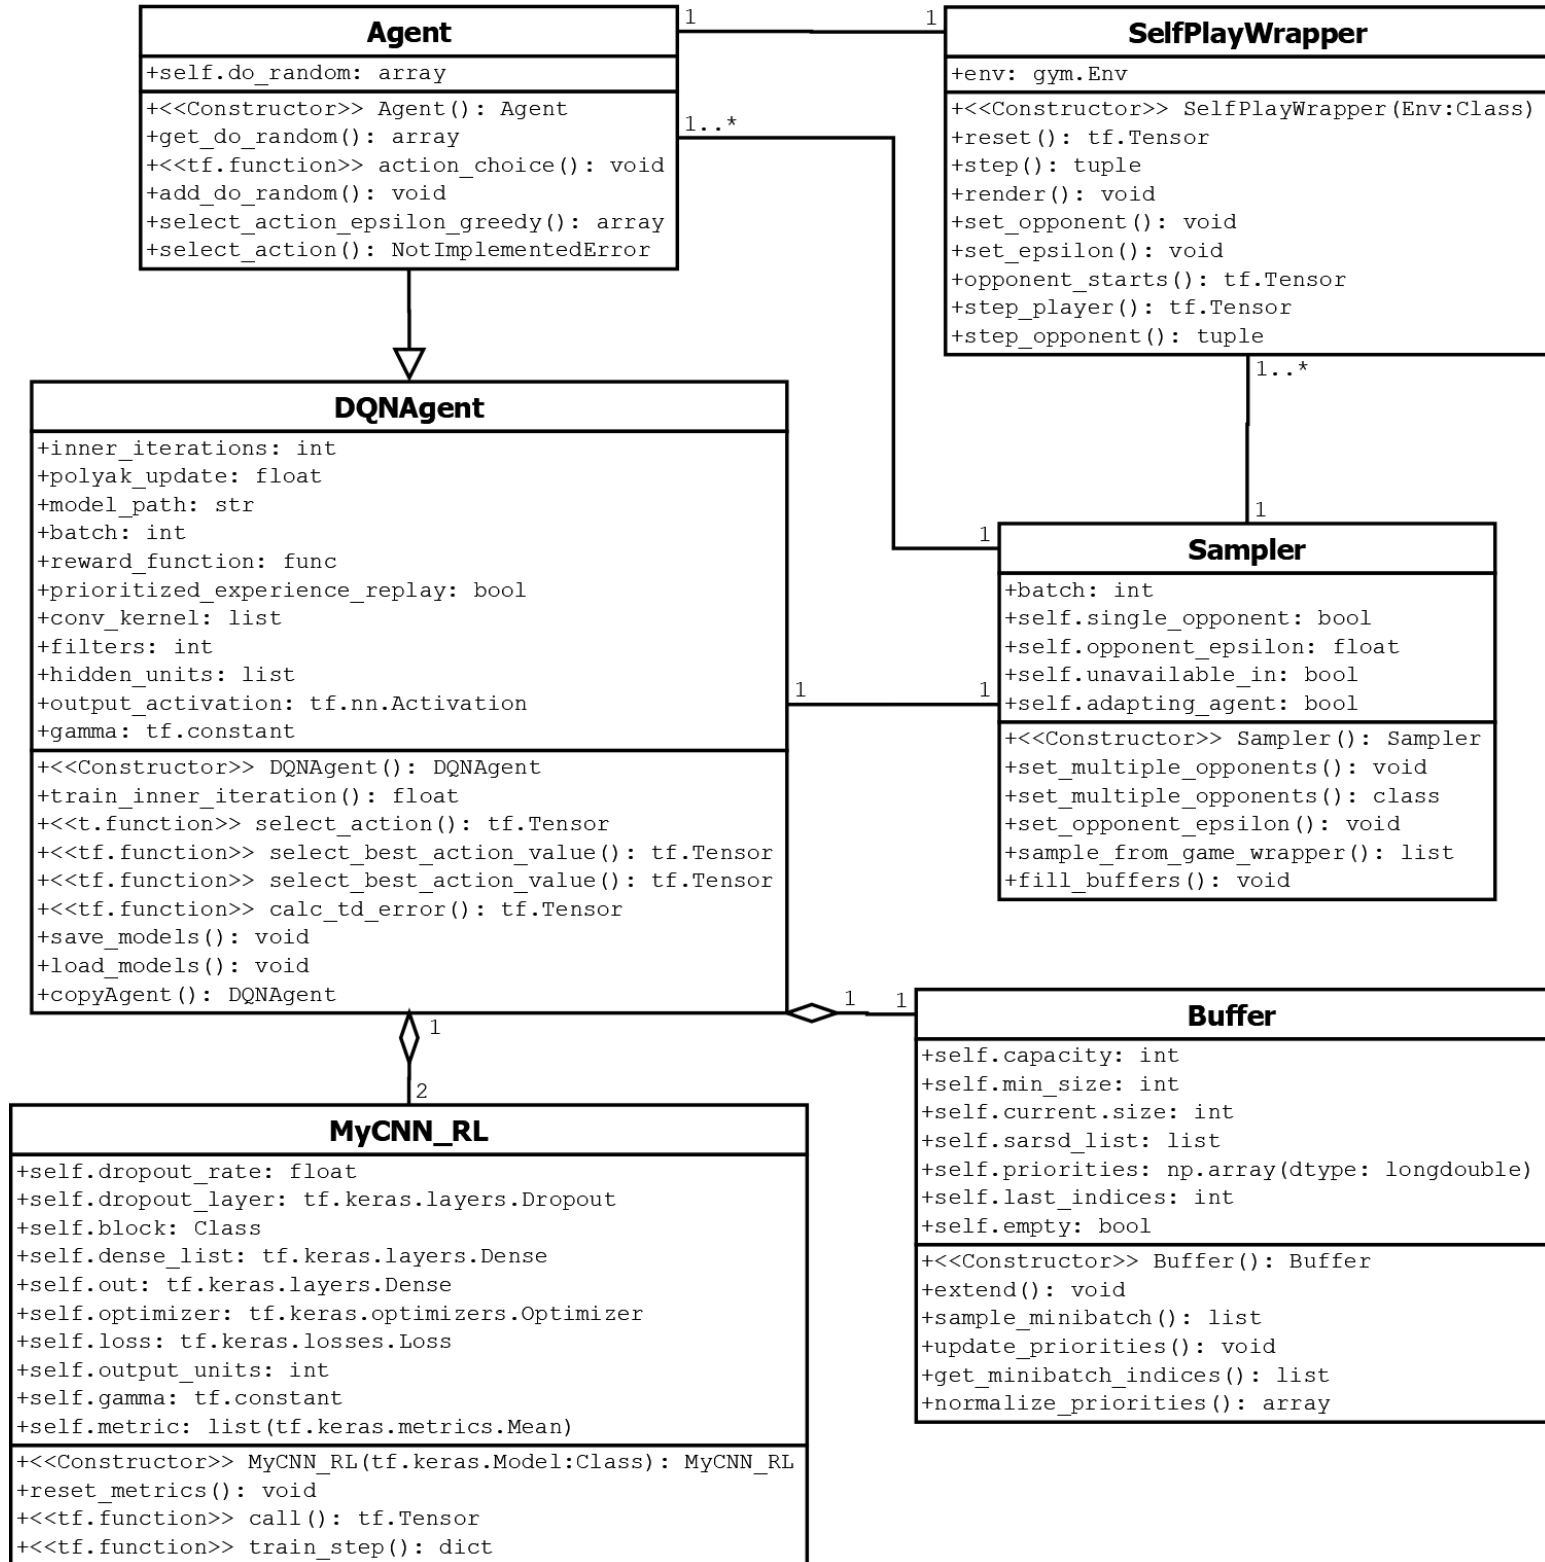 Agent
+self.do_random: array
+<<Constructor>> Agent(): Agent
+get_do_random(): array
+<<tf.function>> action_choice(): void
+add_do_random(): void
+select_action_epsilon_greedy(): array
+select_action(): NotImplementedError
1
1
1..*
SelfPlayWrapper
+env: gym.Env
+<<Constructor>> SelfPlayWrapper(Env:Class)
+reset(): tf.Tensor
+step(): tuple
+render(): void
+set_opponent(): void
+set_epsilon(): void
+opponent_starts(): tf.Tensor
+step_player(): tf.Tensor
+step_opponent(): tuple
1..*
1
DQNAgent
+inner_iterations: int
+polyak_update: float
+model_path: str
+batch: int
+reward_function: func
+prioritized_experience_replay: bool
+conv_kernel: list
+filters: int
+hidden_units: list
+output_activation: tf.nn.Activation
+gamma: tf.constant
+<<Constructor>> DQNAgent(): DQNAgent
+train_inner_iteration(): float
+<<t.function>> select_action(): tf.Tensor
+<<tf.function>> select_best_action_value(): tf.Tensor
+<<tf.function>> select_best_action_value(): tf.Tensor
+<<tf.function>> calc_td_error(): tf.Tensor
+save_models(): void
+load_models(): void
+copyAgent(): DQNAgent
1
1
1
Sampler
+batch: int
+self.single_opponent: bool
+self.opponent_epsilon: float
+self.unavailable_in: bool
+self.adapting_agent: bool
+<<Constructor>> Sampler(): Sampler
+set_multiple_opponents(): void
+set_multiple_opponents(): class
+set_opponent_epsilon(): void
+sample_from_game_wrapper(): list
+fill_buffers(): void
1
1
Buffer
+self.capacity: int
+self.min_size: int
+self.current.size: int
+self.sarsd_list: list
+self.priorities: np.array(dtype: longdouble)
+self.last_indices: int
+self.empty: bool
+<<Constructor>> Buffer(): Buffer
+extend(): void
+sample_minibatch(): list
+update_priorities(): void
+get_minibatch_indices(): list
+normalize_priorities(): array
1
2
MyCNN_RL
+self.dropout_rate: float
+self.dropout_layer: tf.keras.layers.Dropout
+self.block: Class
+self.dense_list: tf.keras.layers.Dense
+self.out: tf.keras.layers.Dense
+self.optimizer: tf.keras.optimizers.Optimizer
+self.loss: tf.keras.losses.Loss
+self.output_units: int
+self.gamma: tf.constant
+self.metric: list(tf.keras.metrics.Mean)
+<<Constructor>> MyCNN_RL(tf.keras.Model:Class): MyCNN_RL
+reset_metrics(): void
+<<tf.function>> call(): tf.Tensor
+<<tf.function>> train_step(): dict